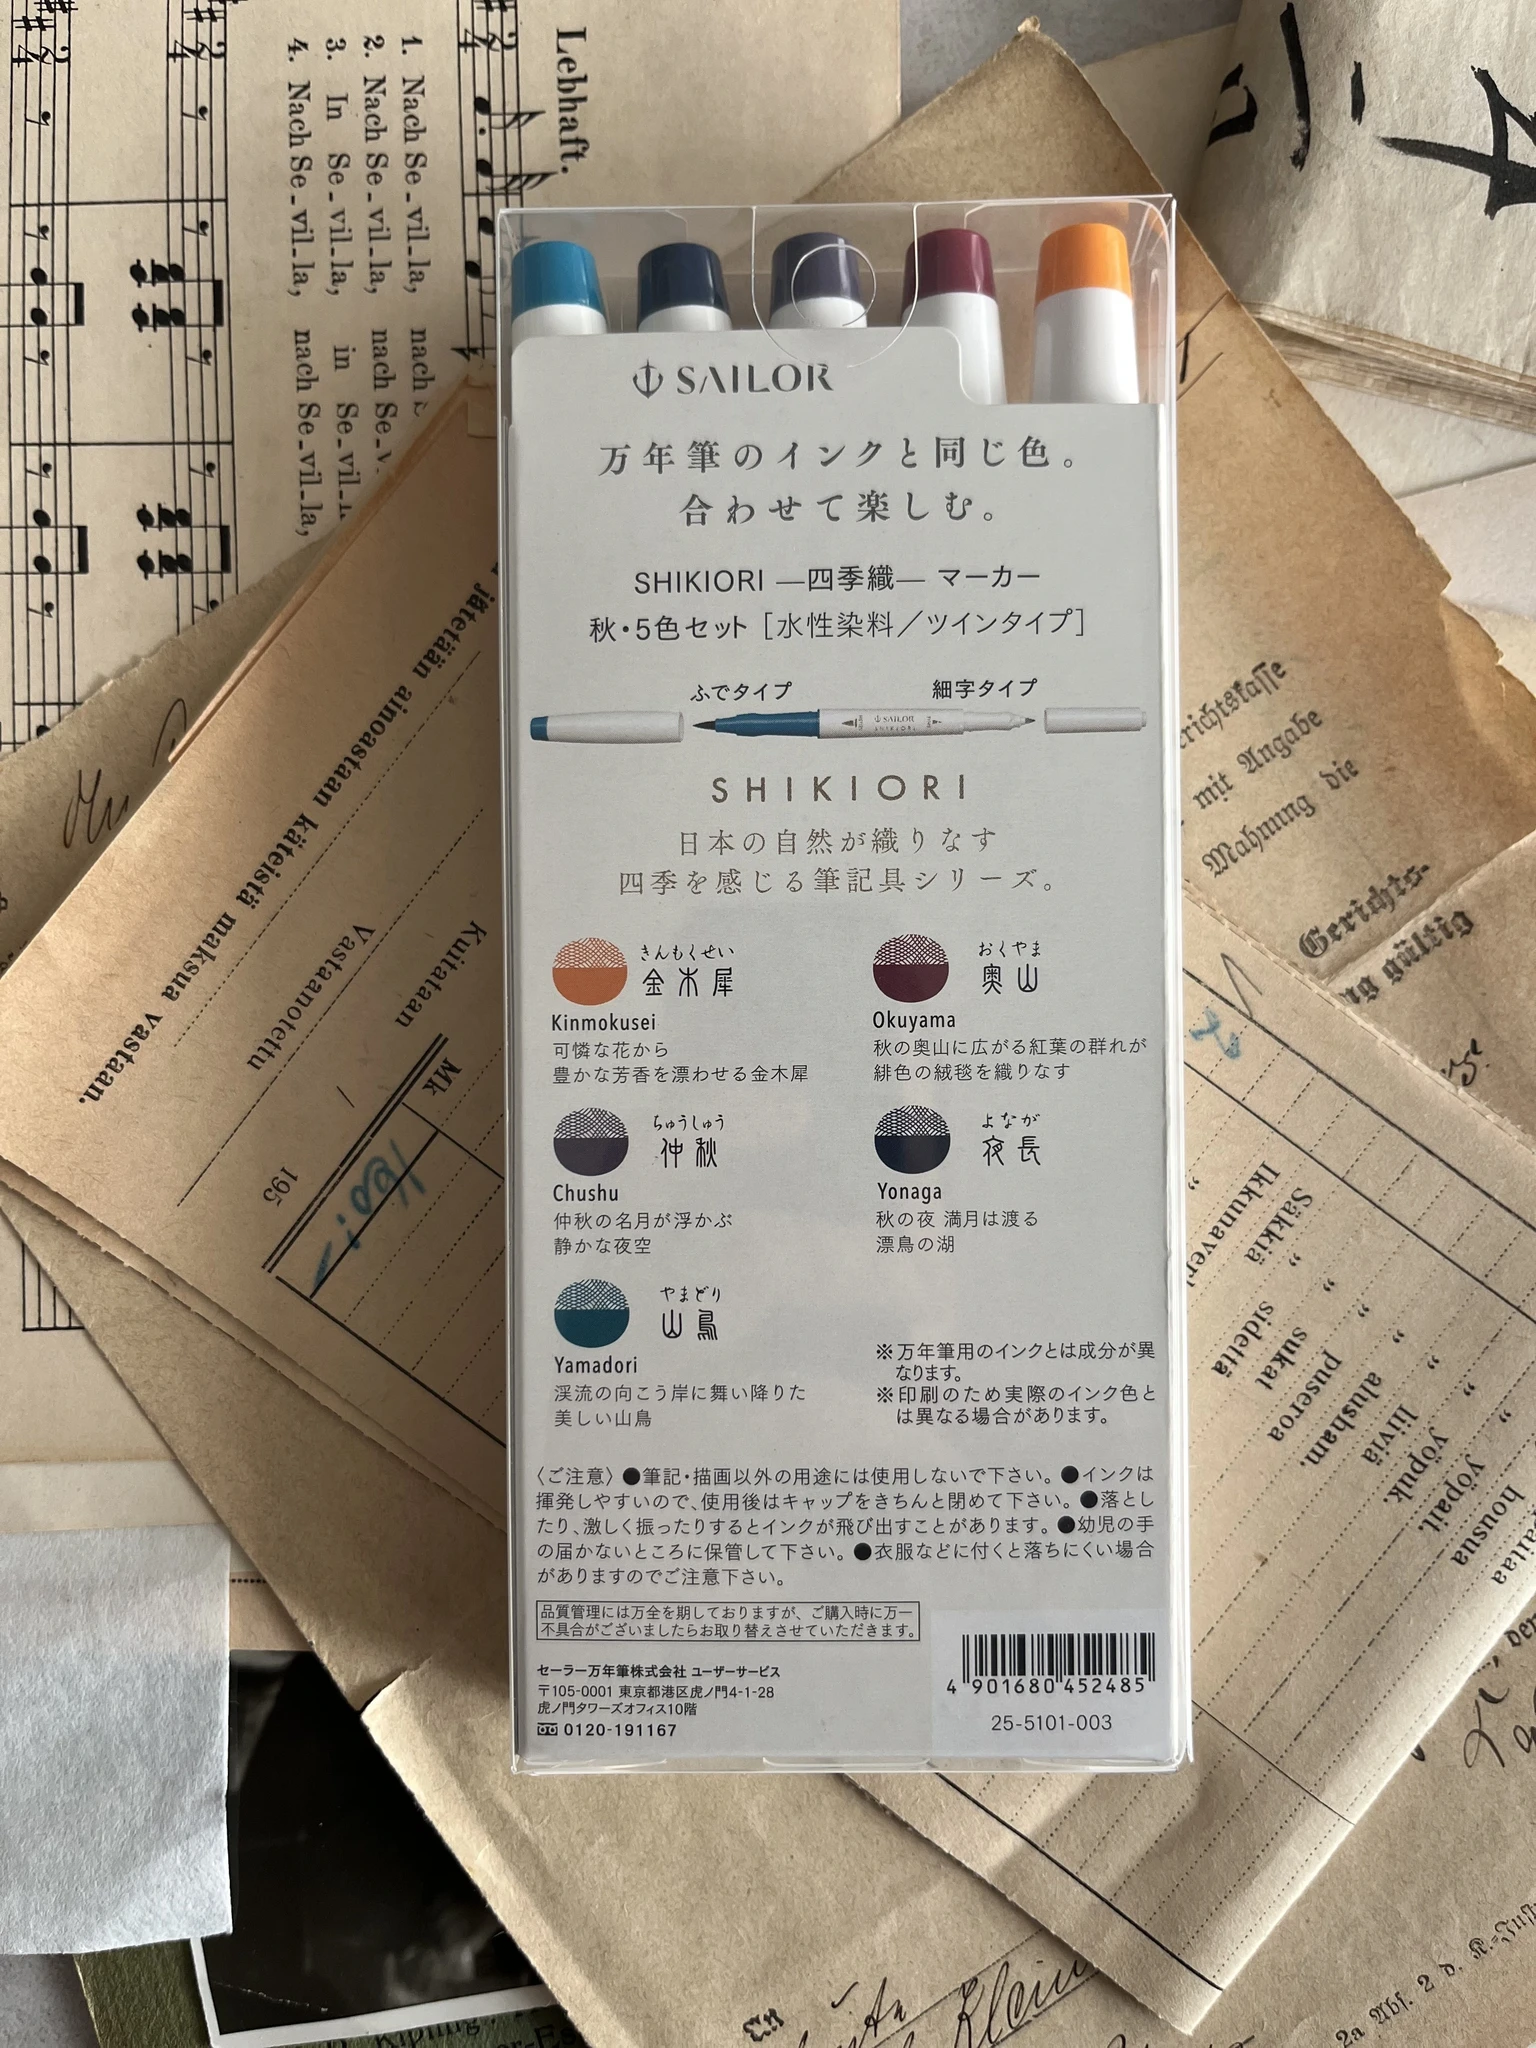 Lebhaft.
1. Nach Se_vil_la, nach
2. Nach Se_vil_la, nach Se_
3. In Se_vil_la, in Se_vil_
4. Nach Se_vil_la, nach Se_vil_la,
jätetään ainoastaan käteistä maksua vastaan.
Kuitataan
Vastaanotettu
Mk
195
SAILOR
万年筆のインクと同じ色。
合わせて楽しむ。
SHIKIORI ―四季織― マーカー
秋・5色セット［水性染料／ツインタイプ］
ふでタイプ 細字タイプ
SAILOR
SHIKIORI
SHIKIORI
日本の自然が織りなす
四季を感じる筆記具シリーズ。
きんもくせい
金木犀
Kinmokusei
可憐な花から
豊かな芳香を漂わせる金木犀
おくやま
奥山
Okuyama
秋の奥山に広がる紅葉の群れが
緋色の絨毯を織りなす
ちゅうしゅう
仲秋
Chushu
仲秋の名月が浮かぶ
静かな夜空
よなが
夜長
Yonaga
秋の夜 満月は渡る
漂鳥の湖
やまどり
山鳥
Yamadori
渓流の向こう岸に舞い降りた
美しい山鳥
※万年筆用のインクとは成分が異
なります。
※印刷のため実際のインク色と
は異なる場合があります。
〈ご注意〉●筆記・描画以外の用途には使用しないで下さい。●インクは
揮発しやすいので、使用後はキャップをきちんと閉めて下さい。●落とし
たり、激しく振ったりするとインクが飛び出すことがあります。●幼児の手
の届かないところに保管して下さい。●衣服などに付くと落ちにくい場合
がありますのでご注意下さい。
品質管理には万全を期しておりますが、ご購入時に万一
不具合がございましたらお取り替えさせていただきます。
セーラー万年筆株式会社 ユーザーサービス
〒105-0001 東京都港区虎ノ門4-1-28
虎ノ門タワーズオフィス10階
0120-191167
4 901680 452485
25-5101-003
Gerichtskasse
mit Angabe
Mahnung die
Gerichts-
gültig
Säkkiä " sidettä
" sukat
" puseroa
" alusham.
" liiviä
" yöpuk.
" yöpait.
housua
Kipling
2a Abs. 2 d.